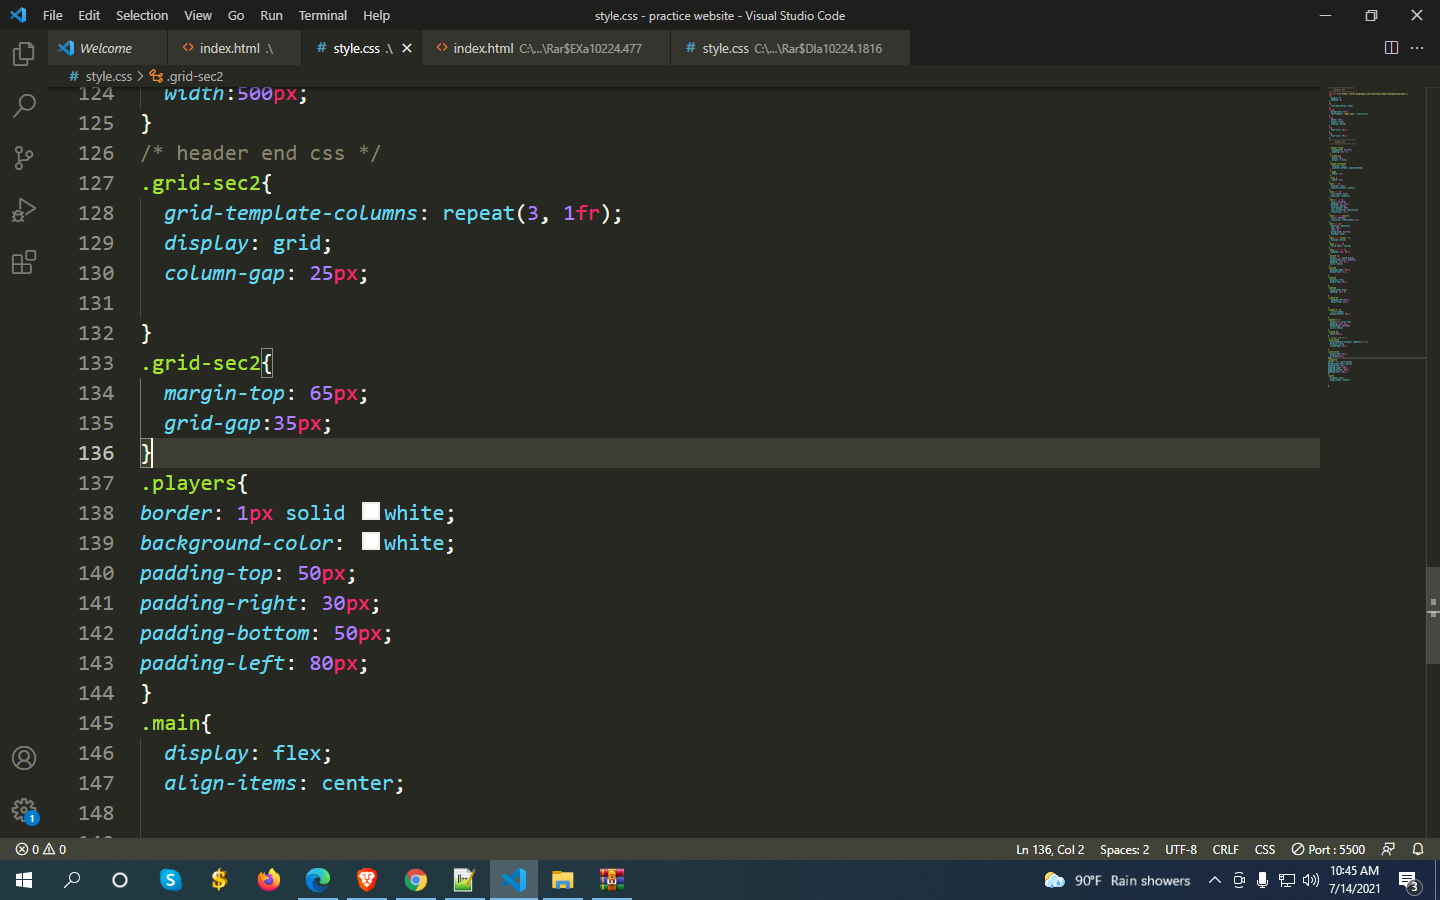 File Edit Selection View Go Run Terminal Help style.css - practice website - Visual Studio Code
Welcome index.html .\ style.css .\ index.html C:\...\Rar$EXa10224.477 style.css C:\...\Rar$DIa10224.1816
# style.css > .grid-sec2
124 width:500px;
125 }
126 /* header end css */
127 .grid-sec2{
128 grid-template-columns: repeat(3, 1fr);
129 display: grid;
130 column-gap: 25px;
131
132 }
133 .grid-sec2{
134 margin-top: 65px;
135 grid-gap:35px;
136 }
137 .players{
138 border: 1px solid white;
139 background-color: white;
140 padding-top: 50px;
141 padding-right: 30px;
142 padding-bottom: 50px;
143 padding-left: 80px;
144 }
145 .main{
146 display: flex;
147 align-items: center;
148
1
0 0 Ln 136, Col 2 Spaces: 2 UTF-8 CRLF CSS Port : 5500
90°F Rain showers 10:45 AM
7/14/2021
3